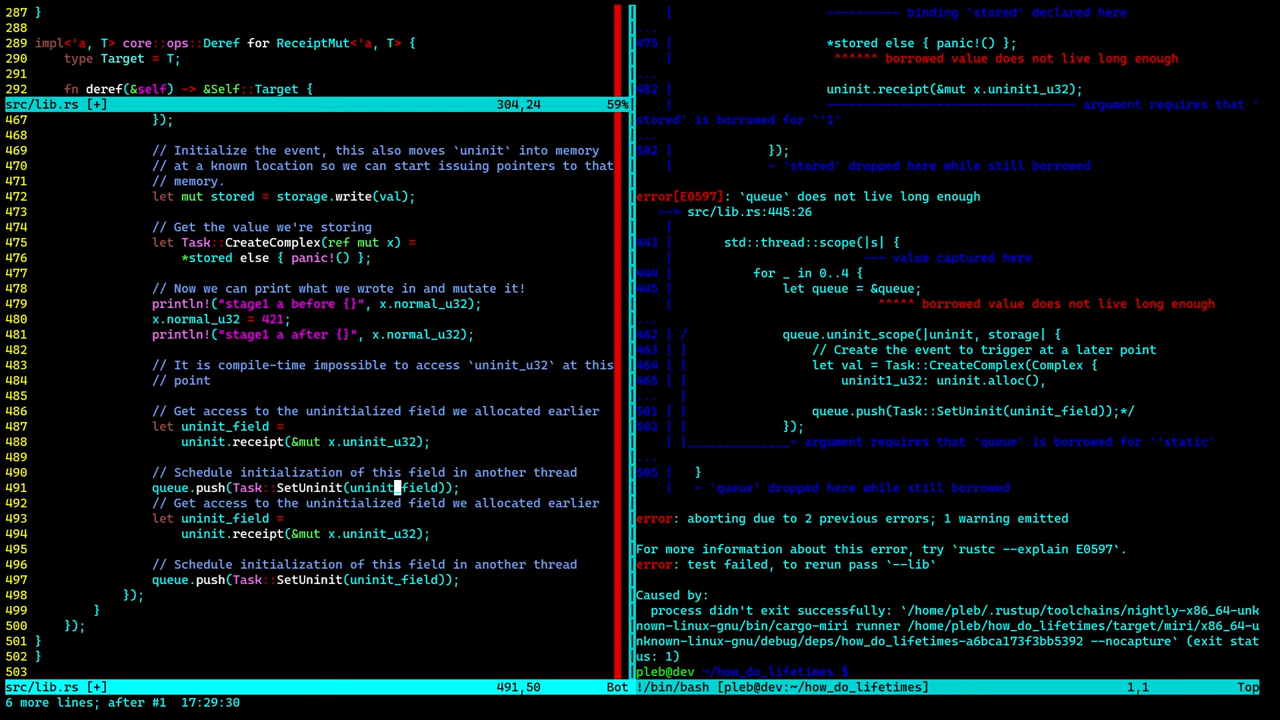 287 }
288
289 impl<'a, T> core::ops::Deref for ReceiptMut<'a, T> {
290     type Target = T;
291
292     fn deref(&self) -> &Self::Target {
src/lib.rs [+] 304,24 59%
467 });
468
469 // Initialize the event, this also moves `uninit` into memory
470 // at a known location so we can start issuing pointers to that
471 // memory.
472 let mut stored = storage.write(val);
473
474 // Get the value we're storing
475 let Task::CreateComplex(ref mut x) =
476     *stored else { panic!() };
477
478 // Now we can print what we wrote in and mutate it!
479 println!("stage1 a before {}", x.normal_u32);
480 x.normal_u32 = 421;
481 println!("stage1 a after {}", x.normal_u32);
482
483 // It is compile-time impossible to access `uninit_u32` at this
484 // point
485
486 // Get access to the uninitialized field we allocated earlier
487 let uninit_field =
488     uninit.receipt(&mut x.uninit_u32);
489
490 // Schedule initialization of this field in another thread
491 queue.push(Task::SetUninit(uninit_field));
492 // Get access to the uninitialized field we allocated earlier
493 let uninit_field =
494     uninit.receipt(&mut x.uninit_u32);
495
496 // Schedule initialization of this field in another thread
497 queue.push(Task::SetUninit(uninit_field));
498 });
499 }
500 });
501 }
502 }
503
src/lib.rs [+] 491,50 Bot
6 more lines; after #1  17:29:30
| ---------- binding `stored` declared here
...
475 | *stored else { panic!() };
| ^^^^^^ borrowed value does not live long enough
...
482 | uninit.receipt(&mut x.uninit1_u32);
| --------------------------------- argument requires that `
stored` is borrowed for `'1`
...
502 | });
| - `stored` dropped here while still borrowed

error[E0597]: `queue` does not live long enough
--> src/lib.rs:445:26
|
443 | std::thread::scope(|s| {
| --- value captured here
444 | for _ in 0..4 {
445 | let queue = &queue;
| ^^^^^ borrowed value does not live long enough
...
462 | / queue.uninit_scope(|uninit, storage| {
463 | | // Create the event to trigger at a later point
464 | | let val = Task::CreateComplex(Complex {
465 | | uninit1_u32: uninit.alloc(),
... |
501 | | queue.push(Task::SetUninit(uninit_field));*/
502 | | });
| |______________- argument requires that `queue` is borrowed for `'static`
...
505 | }
| - `queue` dropped here while still borrowed

error: aborting due to 2 previous errors; 1 warning emitted

For more information about this error, try `rustc --explain E0597`.
error: test failed, to rerun pass `--lib`

Caused by:
  process didn't exit successfully: `/home/pleb/.rustup/toolchains/nightly-x86_64-unk
nown-linux-gnu/bin/cargo-miri runner /home/pleb/how_do_lifetimes/target/miri/x86_64-u
nknown-linux-gnu/debug/deps/how_do_lifetimes-a6bca173f3bb5392 --nocapture` (exit stat
us: 1)
pleb@dev ~/how_do_lifetimes $
!/bin/bash [pleb@dev:~/how_do_lifetimes] 1,1 Top